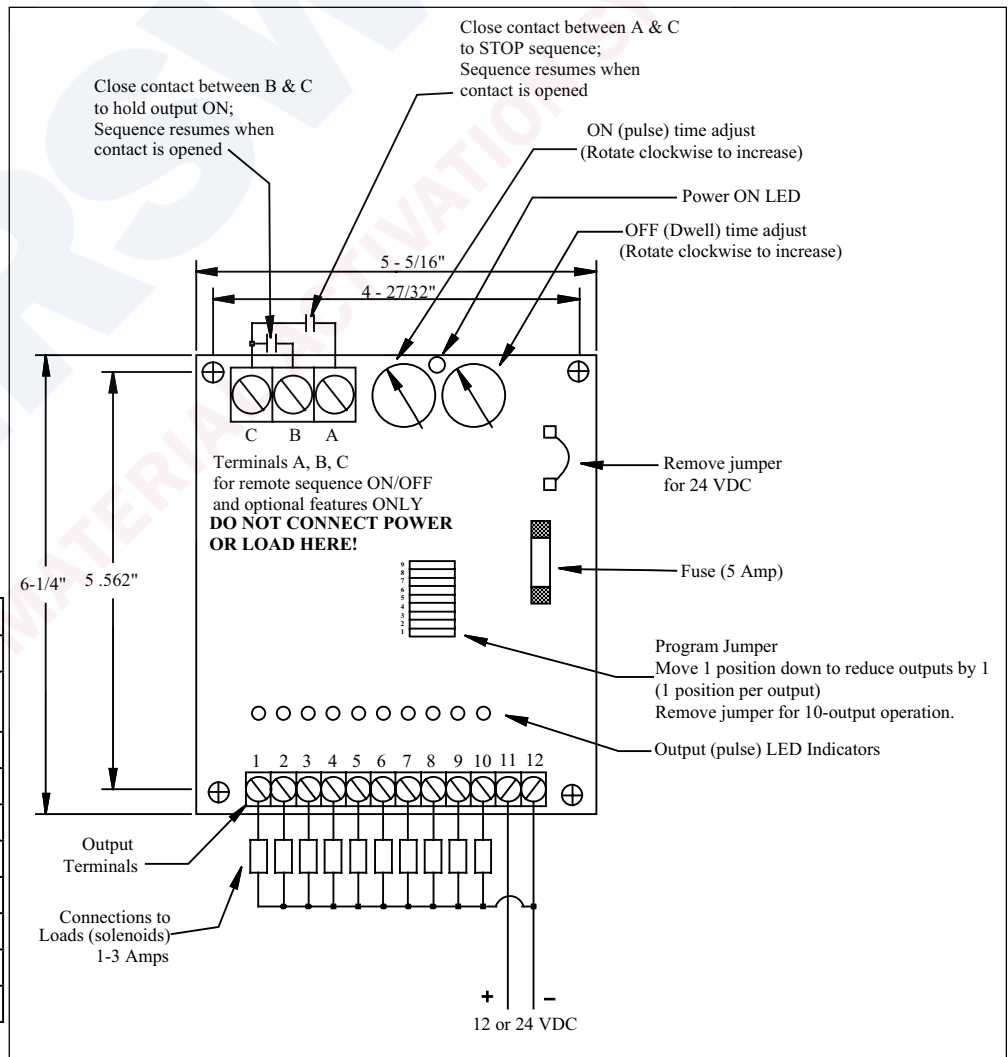 Close contact between A & C
to STOP sequence;
Sequence resumes when
contact is opened
Close contact between B & C
to hold output ON;
Sequence resumes when
contact is opened
ON (pulse) time adjust
(Rotate clockwise to increase)
Power ON LED
OFF (Dwell) time adjust
(Rotate clockwise to increase)
5 - 5/16"
4 - 27/32"
C B A
Terminals A, B, C
for remote sequence ON/OFF
and optional features ONLY
DO NOT CONNECT POWER
OR LOAD HERE!
Remove jumper
for 24 VDC
6-1/4"
5 .562"
Fuse (5 Amp)
9
8
7
6
5
4
3
2
1
Program Jumper
Move 1 position down to reduce outputs by 1
(1 position per output)
Remove jumper for 10-output operation.
Output (pulse) LED Indicators
1 2 3 4 5 6 7 8 9 10 11 12
Output
Terminals
Connections to
Loads (solenoids)
1-3 Amps
+ −
12 or 24 VDC
MATERIAL ACTIVATION